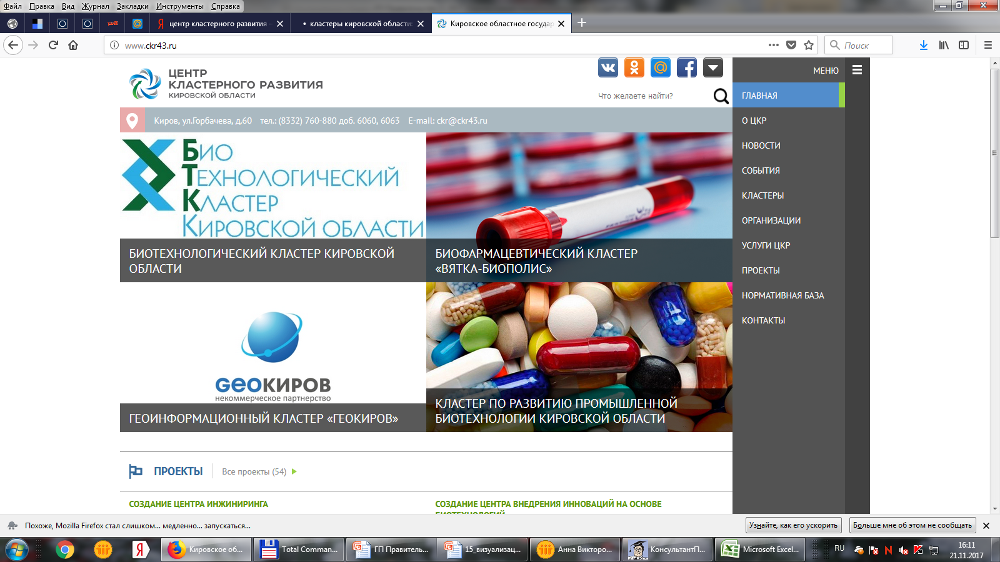 Файл Правка Вид Журнал Закладки Инструменты Справка
центр кластерного развития –
кластеры кировской области:
Кировское областное государ
www.ckr43.ru
Поиск
ЦЕНТР
КЛАСТЕРНОГО РАЗВИТИЯ
КИРОВСКОЙ ОБЛАСТИ
Что желаете найти?
Киров, ул.Горбачева, д.60 тел.: (8332) 760-880 доб. 6060, 6063 E-mail: ckr@ckr43.ru
МЕНЮ
ГЛАВНАЯ
О ЦКР
НОВОСТИ
СОБЫТИЯ
КЛАСТЕРЫ
ОРГАНИЗАЦИИ
УСЛУГИ ЦКР
ПРОЕКТЫ
НОРМАТИВНАЯ БАЗА
КОНТАКТЫ
БИО
ТЕХНОЛОГИЧЕСКИЙ
КЛАСТЕР
КИРОВСКОЙ ОБЛАСТИ
БИОТЕХНОЛОГИЧЕСКИЙ КЛАСТЕР КИРОВСКОЙ
ОБЛАСТИ
БИОФАРМАЦЕВТИЧЕСКИЙ КЛАСТЕР
«ВЯТКА-БИОПОЛИС»
GEOКИРОВ
некоммерческое партнерство
ГЕОИНФОРМАЦИОННЫЙ КЛАСТЕР «ГЕОКИРОВ»
КЛАСТЕР ПО РАЗВИТИЮ ПРОМЫШЛЕННОЙ
БИОТЕХНОЛОГИИ КИРОВСКОЙ ОБЛАСТИ
ПРОЕКТЫ
Все проекты (54)
СОЗДАНИЕ ЦЕНТРА ИНЖИНИРИНГА
СОЗДАНИЕ ЦЕНТРА ВНЕДРЕНИЯ ИННОВАЦИЙ НА ОСНОВЕ
БИОТЕХНОЛОГИЙ
Похоже, Mozilla Firefox стал слишком... медленно... запускаться...
Узнайте, как его ускорить
Больше мне об этом не сообщать
Кировское об...
Total Comman...
ГП Правитель...
15_визуализац...
Анна Викторо...
КонсультантП...
Microsoft Excel...
RU
16:11
21.11.2017